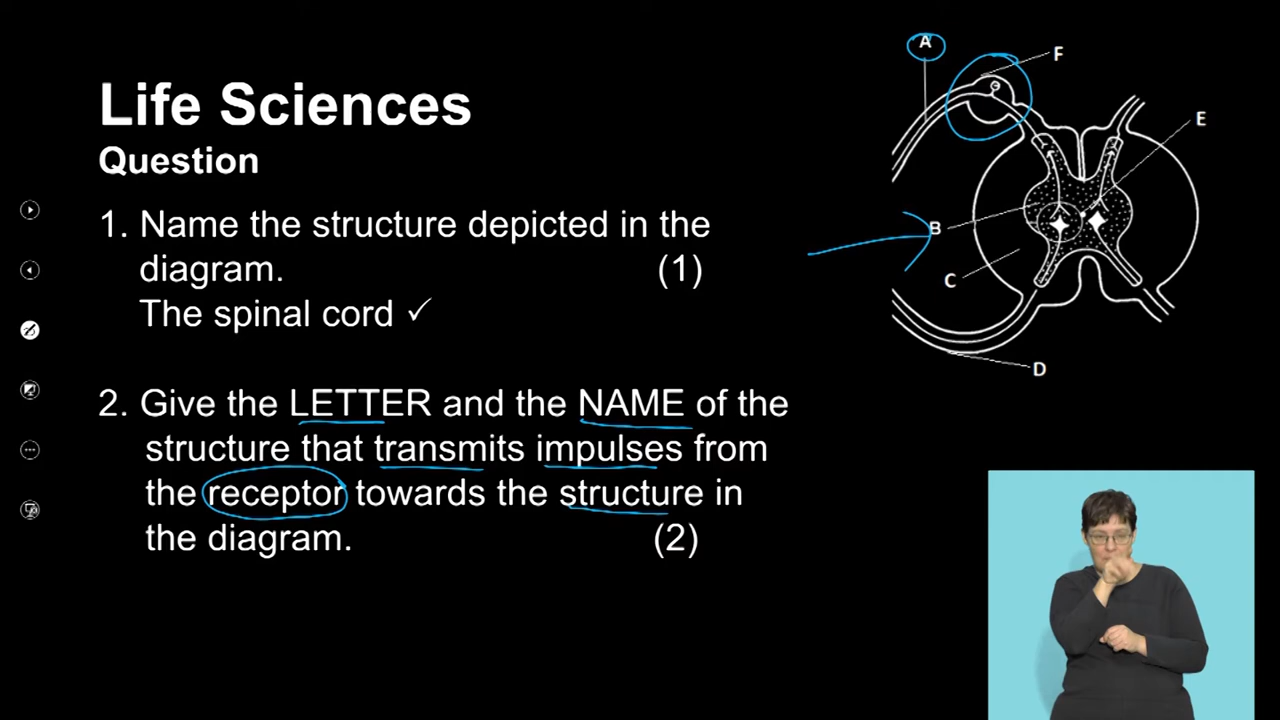 Life Sciences
Question
1. Name the structure depicted in the
diagram. (1)
The spinal cord ✓
2. Give the LETTER and the NAME of the
structure that transmits impulses from
the receptor towards the structure in
the diagram. (2)
A
F
E
B
C
D